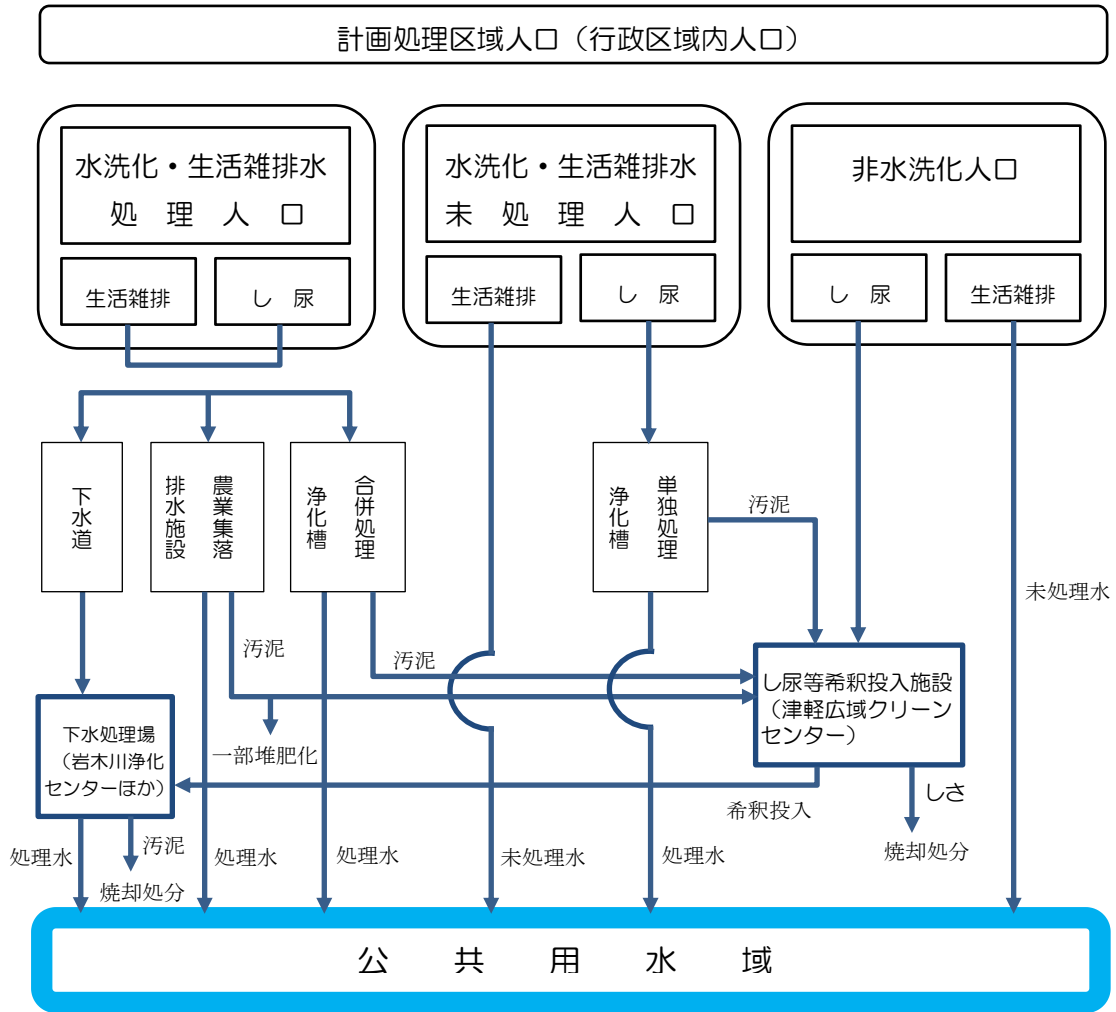 計画処理区域人口（行政区域内人口）
水洗化・生活雑排水
処理人口
生活雑排
し尿
水洗化・生活雑排水
未処理人口
生活雑排
し尿
非水洗化人口
し尿
生活雑排
下水道
農業集落
排水施設
合併処理
浄化槽
単独処理
浄化槽
汚泥
未処理水
汚泥
汚泥
し尿等希釈投入施設
（津軽広域クリーン
センター）
下水処理場
（岩木川浄化
センターほか）
一部堆肥化
希釈投入
しさ
焼却処分
処理水
汚泥
焼却処分
処理水
処理水
未処理水
処理水
公共用水域